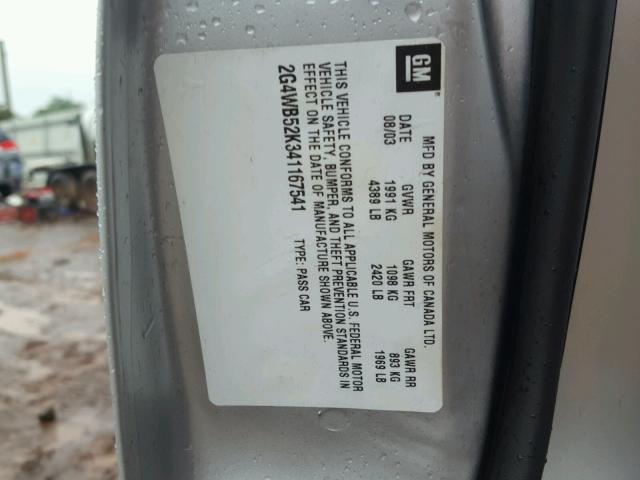 GM
MFD BY GENERAL MOTORS OF CANADA LTD.
DATE GVWR GAWR FRT GAWR RR
08/03 1991 KG 1098 KG 893 KG
4389 LB 2420 LB 1969 LB
THIS VEHICLE CONFORMS TO ALL APPLICABLE U.S. FEDERAL MOTOR
VEHICLE SAFETY, BUMPER, AND THEFT PREVENTION STANDARDS IN
EFFECT ON THE DATE OF MANUFACTURE SHOWN ABOVE.
2G4WB52K341167541 TYPE: PASS CAR